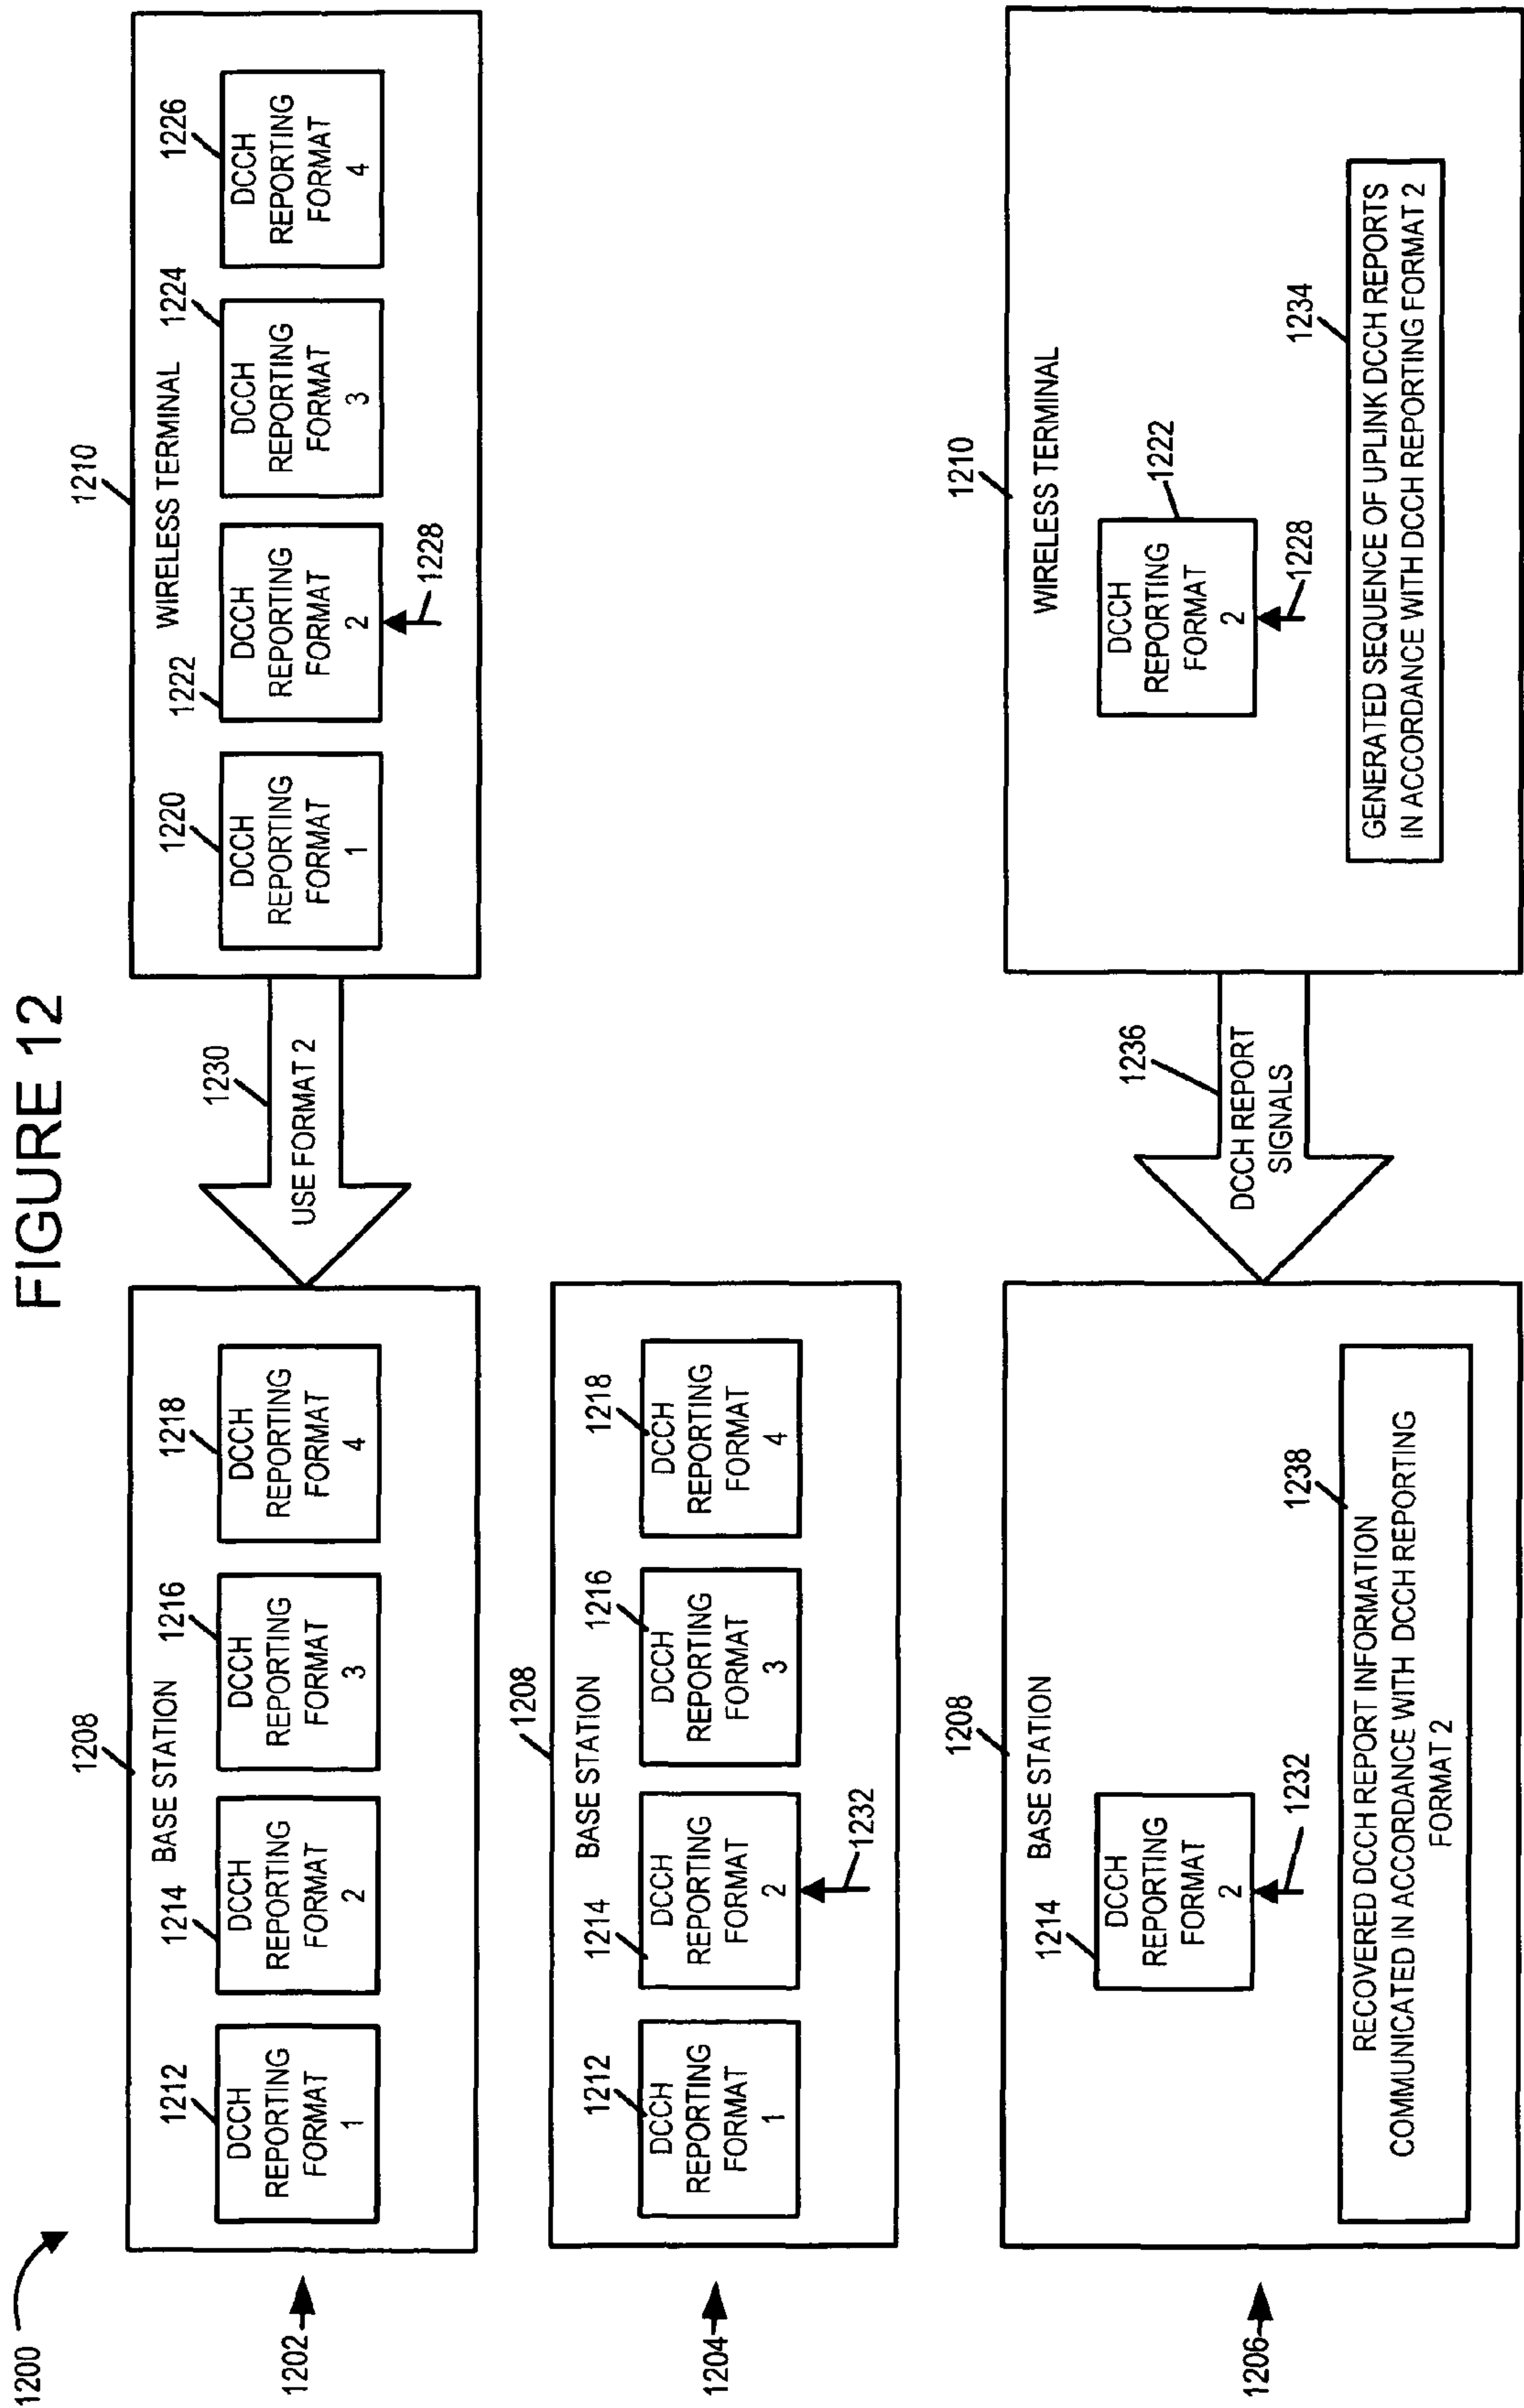 FIGURE 12
1200
1202
1208
BASE STATION
1212
DCCH
REPORTING
FORMAT
1
1214
DCCH
REPORTING
FORMAT
2
1216
DCCH
REPORTING
FORMAT
3
1218
DCCH
REPORTING
FORMAT
4
1230
USE FORMAT 2
1210
WIRELESS TERMINAL
1220
DCCH
REPORTING
FORMAT
1
1222
DCCH
REPORTING
FORMAT
2
1228
1224
DCCH
REPORTING
FORMAT
3
1226
DCCH
REPORTING
FORMAT
4
1204
1208
BASE STATION
1212
DCCH
REPORTING
FORMAT
1
1214
DCCH
REPORTING
FORMAT
2
1232
1216
DCCH
REPORTING
FORMAT
3
1218
DCCH
REPORTING
FORMAT
4
1206
1208
BASE STATION
1214
DCCH
REPORTING
FORMAT
2
1232
1238
RECOVERED DCCH REPORT INFORMATION
COMMUNICATED IN ACCORDANCE WITH DCCH REPORTING
FORMAT 2
1236
DCCH REPORT
SIGNALS
1210
WIRELESS TERMINAL
1222
DCCH
REPORTING
FORMAT
2
1228
1234
GENERATED SEQUENCE OF UPLINK DCCH REPORTS
IN ACCORDANCE WITH DCCH REPORTING FORMAT 2